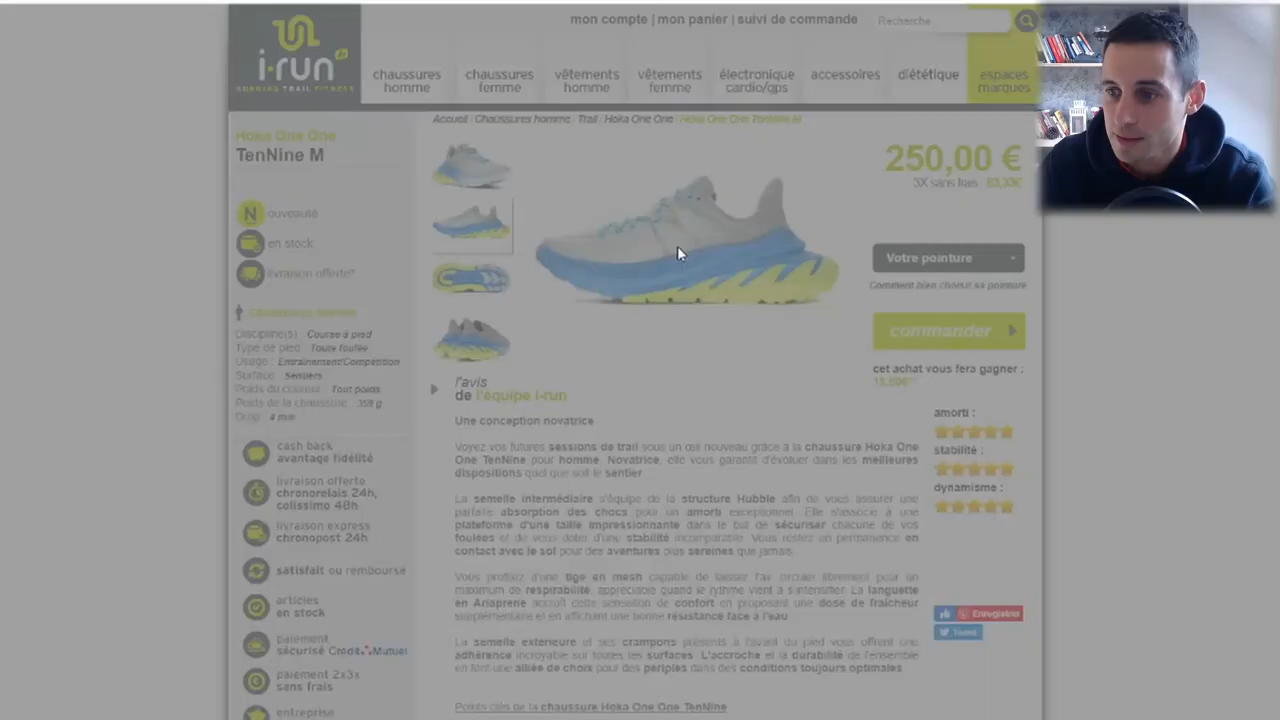 mon compte | mon panier | suivi de commande
Recherche...
i-run
.fr
RUNNING TRAIL FITNESS
chaussures
homme
chaussures
femme
vêtements
homme
vêtements
femme
électronique
cardio/gps
accessoires
diététique
espaces
marques
Accueil / Chaussures homme / Trail / Hoka One One / Hoka One One TenNine M
Hoka One One
TenNine M
Nouveauté
en stock
livraison offerte*
Discipline(s) : Course à pied
Type de pied : Toute foulée
Usage : Entraînement/Compétition
Surface : Sentiers
Poids du coureur : Tout poids
Poids de la chaussure : 359 g
Drop : 4 mm
cash back
avantage fidélité
livraison offerte
chronorelais 24h,
colissimo 48h
livraison express
chronopost 24h
satisfait ou remboursé
articles
en stock
paiement
sécurisé Crédit Mutuel
paiement 2x3x
sans frais
entreprise
250,00 €
3X sans frais : 83,33€
Votre pointure
Comment bien choisir sa pointure
commander
cet achat vous fera gagner :
l'avis
de l'équipe i-run
Une conception novatrice
Voyez vos futures sessions de trail sous un œil nouveau grâce à la chaussure Hoka One
One TenNine pour homme. Novatrice, elle vous garantit d'évoluer dans les meilleures
dispositions quel que soit le sentier.
La semelle intermédiaire s'équipe de la structure Hubble afin de vous assurer une
parfaite absorption des chocs pour un amorti exceptionnel. Elle s'associe à une
plateforme d'une taille impressionnante dans le but de sécuriser chacune de vos
foulées et de vous doter d'une stabilité incomparable. Vous restez en permanence en
contact avec le sol pour des aventures plus sereines que jamais.
Vous profitez d'une tige en mesh capable de laisser l'air circuler librement pour un
maximum de respirabilité, appréciable quand le rythme vient à s'intensifier. La languette
en Ariaprene accroît cette sensation de confort en proposant une dose de fraîcheur
supplémentaire et en affichant une bonne résistance face à l'eau.
La semelle extérieure et ses crampons présents à l'avant du pied vous offrent une
adhérence incroyable sur toutes les surfaces. L'accroche et la durabilité de l'ensemble
en font une alliée de choix pour des périples dans des conditions toujours optimales.
Points clés de la chaussure Hoka One One TenNine
amorti :
stabilité :
dynamisme :
Enregistrer
Tweet